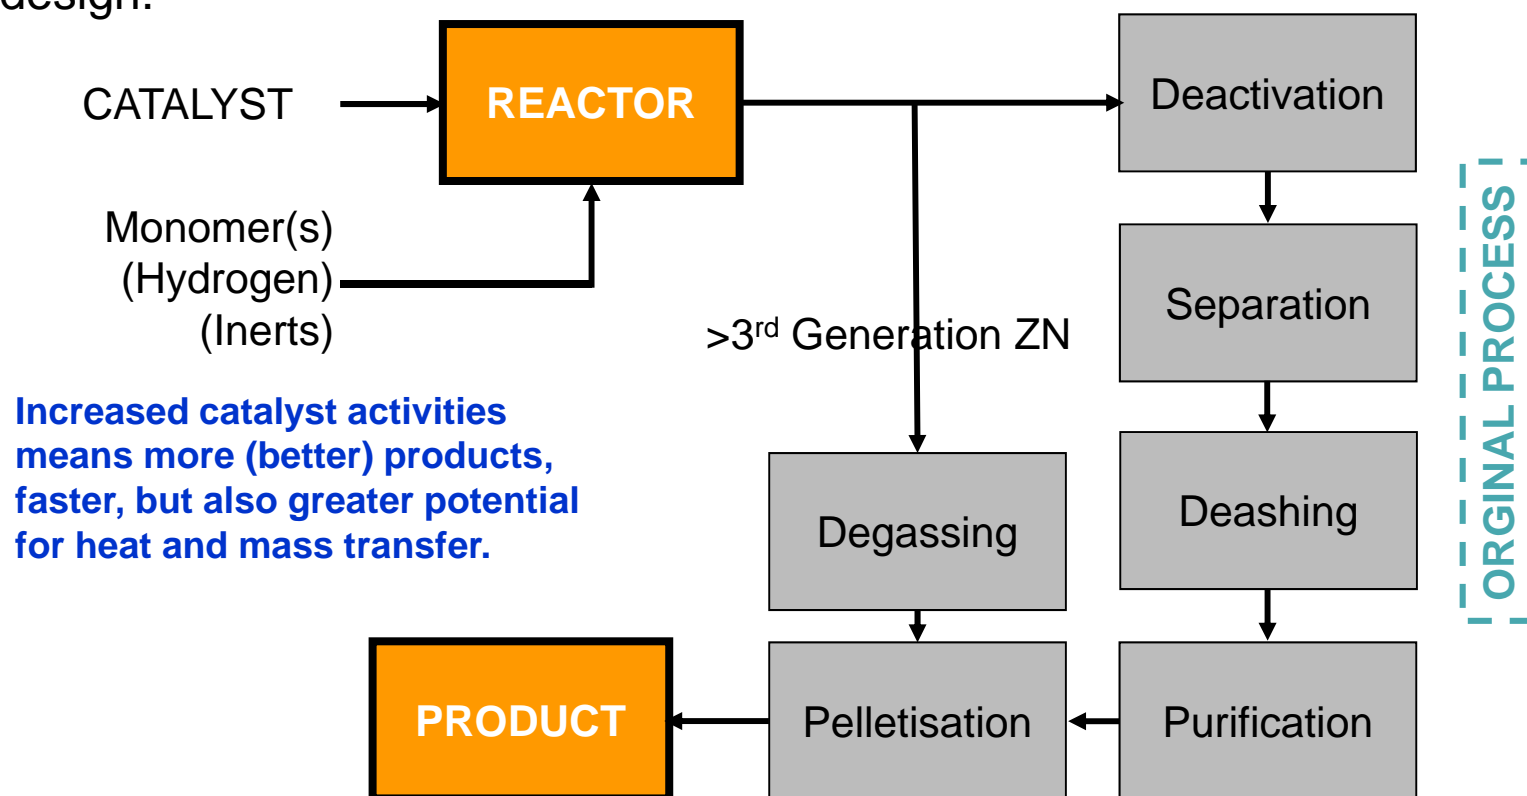 design.
CATALYST
REACTOR
Deactivation
Monomer(s)
(Hydrogen)
(Inerts)
Separation
>3rd Generation ZN
Increased catalyst activities
means more (better) products,
faster, but also greater potential
for heat and mass transfer.
Degassing
Deashing
PRODUCT
Pelletisation
Purification
ORGINAL PROCESS